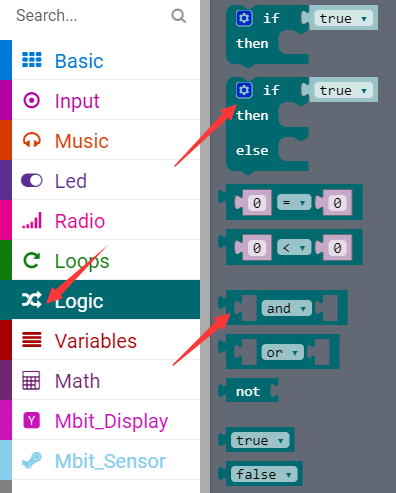 Search...
Basic
Input
Music
Led
Radio
Loops
Logic
Variables
Math
Y Mbit_Display
Mbit_Sensor
if true
then
if true
then
else
0 = 0
0 < 0
and
or
not
true
false